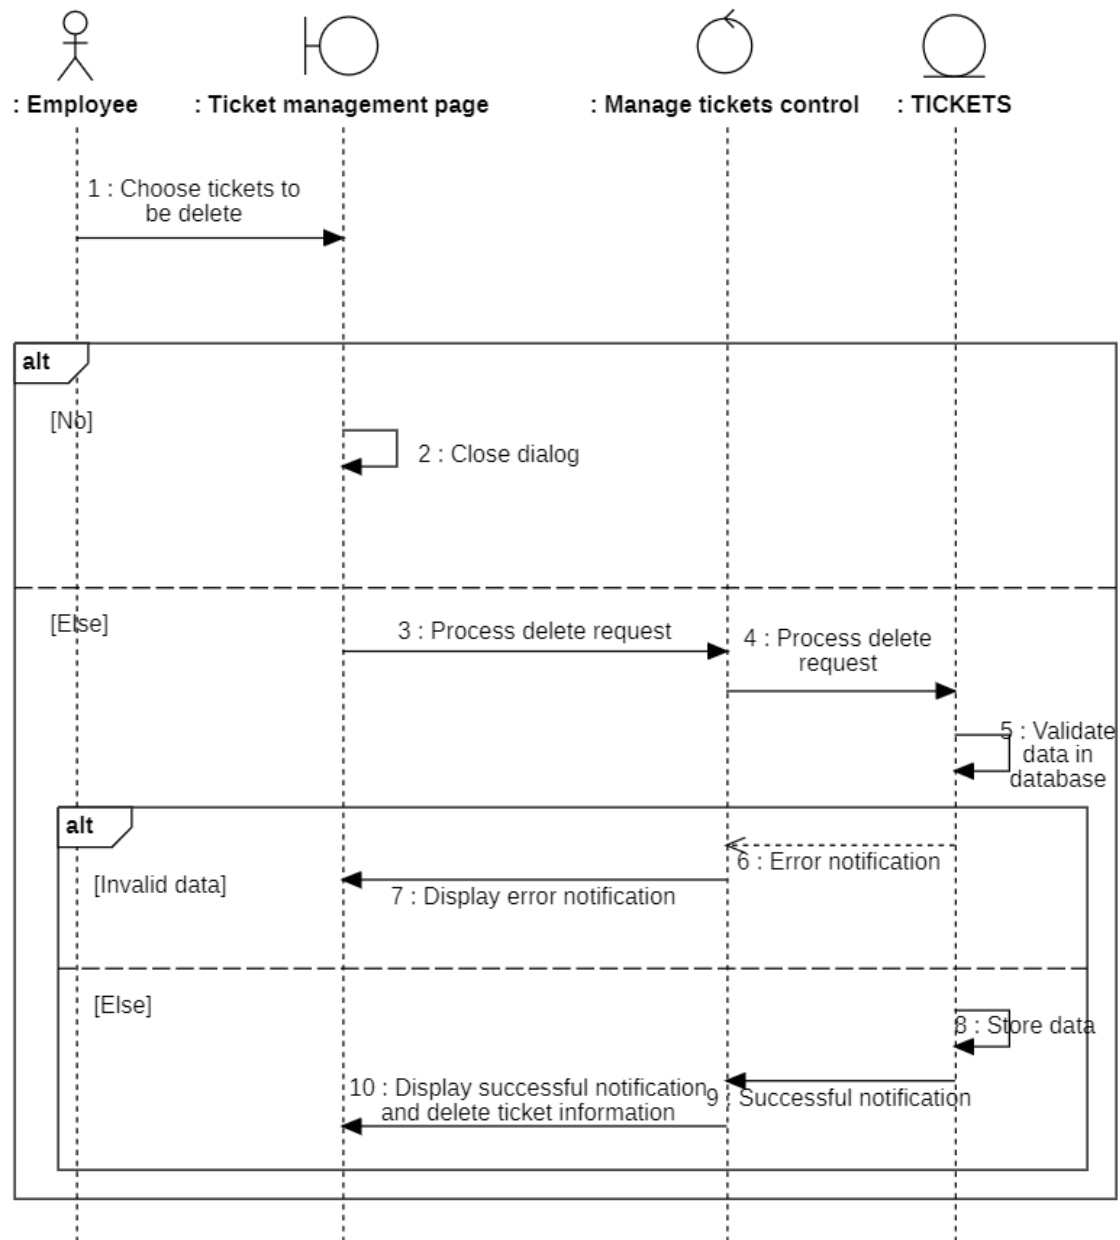 : Employee
: Ticket management page
: Manage tickets control
: TICKETS
1 : Choose tickets to
be delete
alt
[No]
2 : Close dialog
[Else]
3 : Process delete request
4 : Process delete
request
5 : Validate
data in
database
alt
6 : Error notification
[Invalid data]
7 : Display error notification
[Else]
8 : Store data
10 : Display successful notification
and delete ticket information
9 : Successful notification